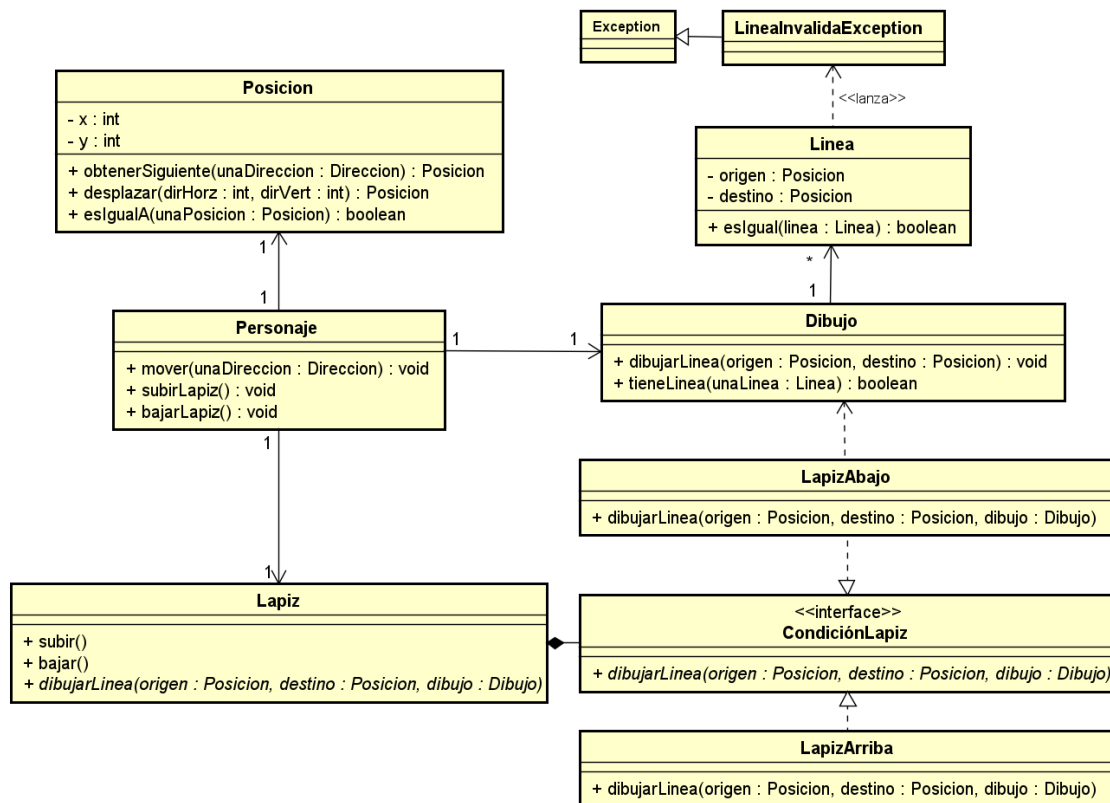 Exception
LineaInvalidaException
<<lanza>>
Posicion
- x : int
- y : int
+ obtenerSiguiente(unaDireccion : Direccion) : Posicion
+ desplazar(dirHorz : int, dirVert : int) : Posicion
+ esIgualA(unaPosicion : Posicion) : boolean
Linea
- origen : Posicion
- destino : Posicion
+ esIgual(linea : Linea) : boolean
1
1
*
1
Personaje
+ mover(unaDireccion : Direccion) : void
+ subirLapiz() : void
+ bajarLapiz() : void
1
1
Dibujo
+ dibujarLinea(origen : Posicion, destino : Posicion) : void
+ tieneLinea(unaLinea : Linea) : boolean
1
1
LapizAbajo
+ dibujarLinea(origen : Posicion, destino : Posicion, dibujo : Dibujo)
Lapiz
+ subir()
+ bajar()
+ dibujarLinea(origen : Posicion, destino : Posicion, dibujo : Dibujo)
<<interface>>
CondiciónLapiz
+ dibujarLinea(origen : Posicion, destino : Posicion, dibujo : Dibujo)
LapizArriba
+ dibujarLinea(origen : Posicion, destino : Posicion, dibujo : Dibujo)